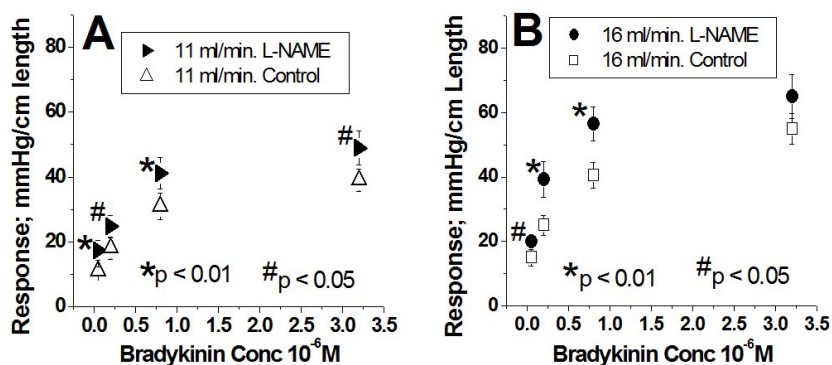 A
11 ml/min. L-NAME
11 ml/min. Control
Response; mmHg/cm length
80
60
40
20
0
*
#
*
#
*p < 0.01
#p < 0.05
0.0 0.5 1.0 1.5 2.0 2.5 3.0 3.5
Bradykinin Conc 10-6M
B
16 ml/min. L-NAME
16 ml/min. Control
Response; mmHg/cm Length
80
60
40
20
0
#
*
*
*p < 0.01
#p < 0.05
0.0 0.5 1.0 1.5 2.0 2.5 3.0 3.5
Bradykinin Conc 10-6M